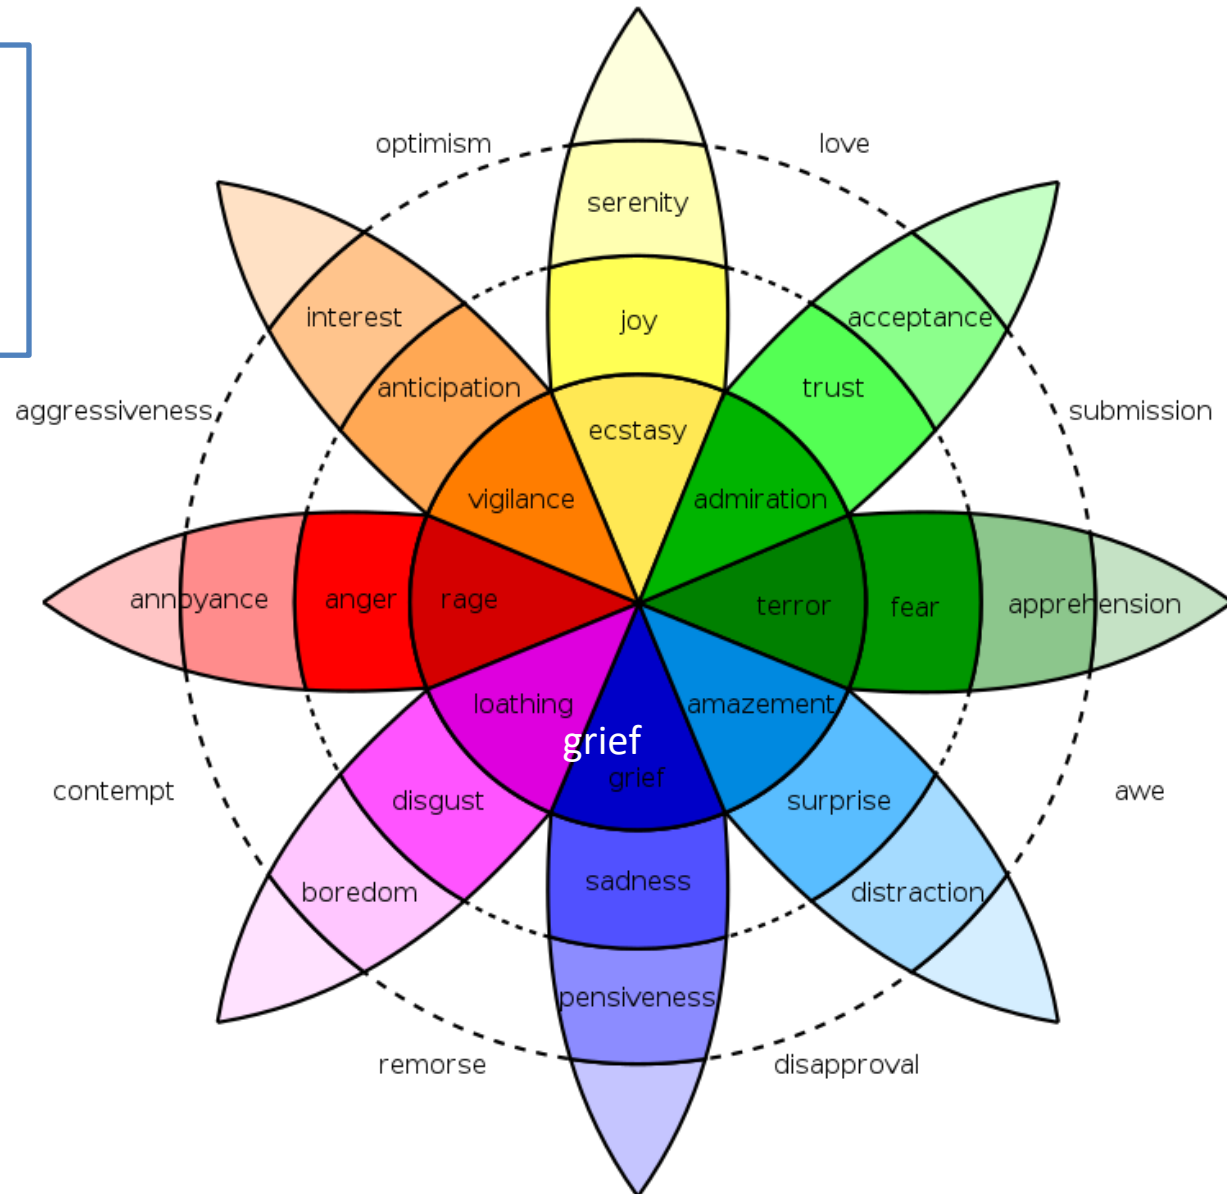 optimism love
serenity
interest joy acceptance
anticipation trust
aggressiveness submission
ecstasy
vigilance admiration
annoyance anger rage terror fear apprehension
loathing amazement
grief
grief
contempt disgust surprise awe
sadness
boredom distraction
pensiveness
remorse disapproval